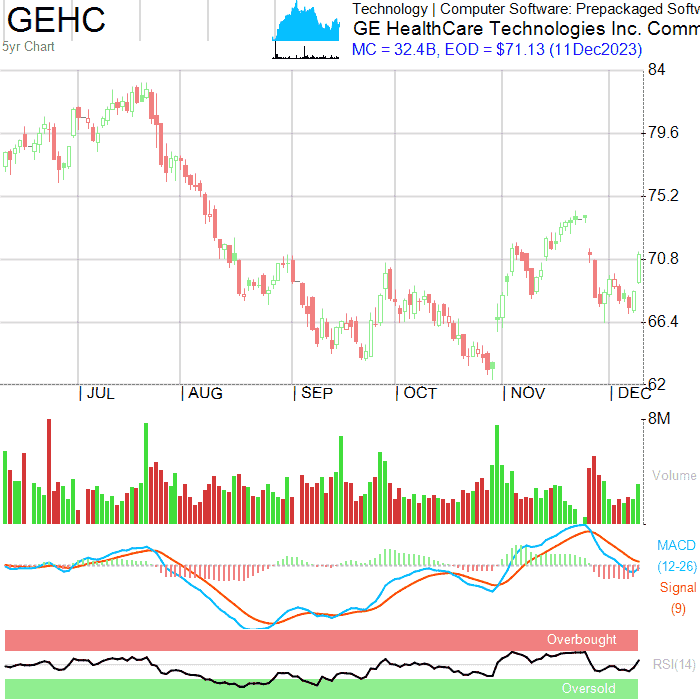 GEHC
5yr Chart
Technology | Computer Software: Prepackaged Softw
GE HealthCare Technologies Inc. Comm
MC = 32.4B, EOD = $71.13 (11Dec2023)
84
79.6
75.2
70.8
66.4
62
JUL AUG SEP OCT NOV DEC
8M
Volume
MACD
(12-26)
Signal
(9)
Overbought
RSI(14)
Oversold